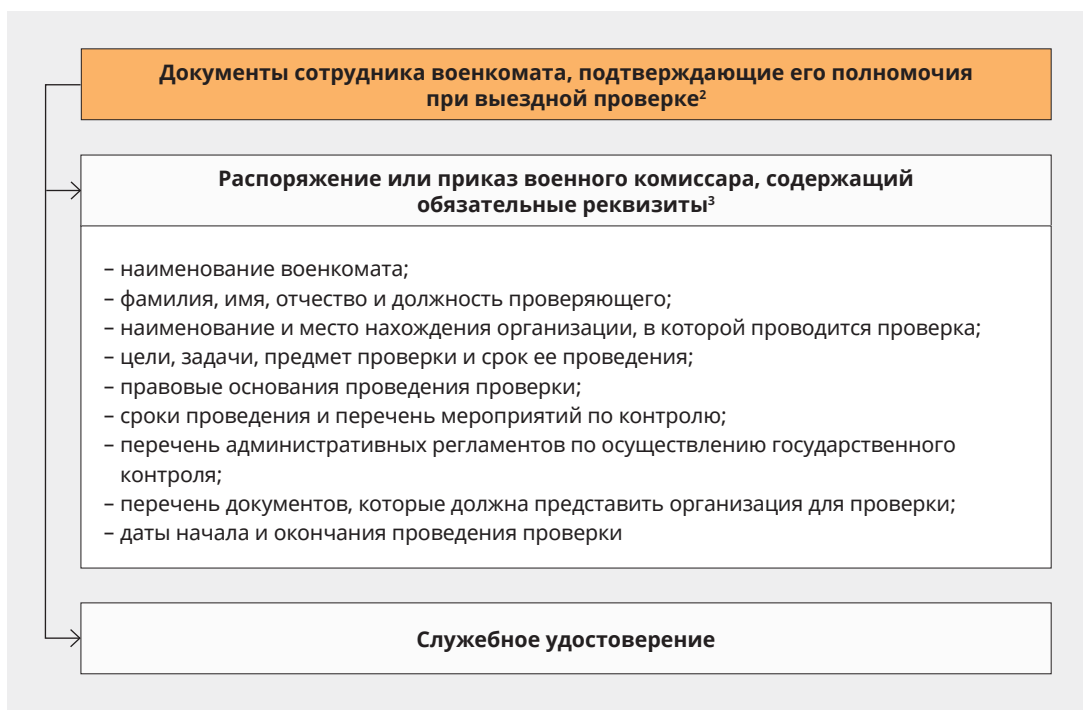 Документы сотрудника военкомата, подтверждающие его полномочия
при выездной проверке²
Распоряжение или приказ военного комиссара, содержащий
обязательные реквизиты³
– наименование военкомата;
– фамилия, имя, отчество и должность проверяющего;
– наименование и место нахождения организации, в которой проводится проверка;
– цели, задачи, предмет проверки и срок ее проведения;
– правовые основания проведения проверки;
– сроки проведения и перечень мероприятий по контролю;
– перечень административных регламентов по осуществлению государственного
контроля;
– перечень документов, которые должна представить организация для проверки;
– даты начала и окончания проведения проверки
Служебное удостоверение